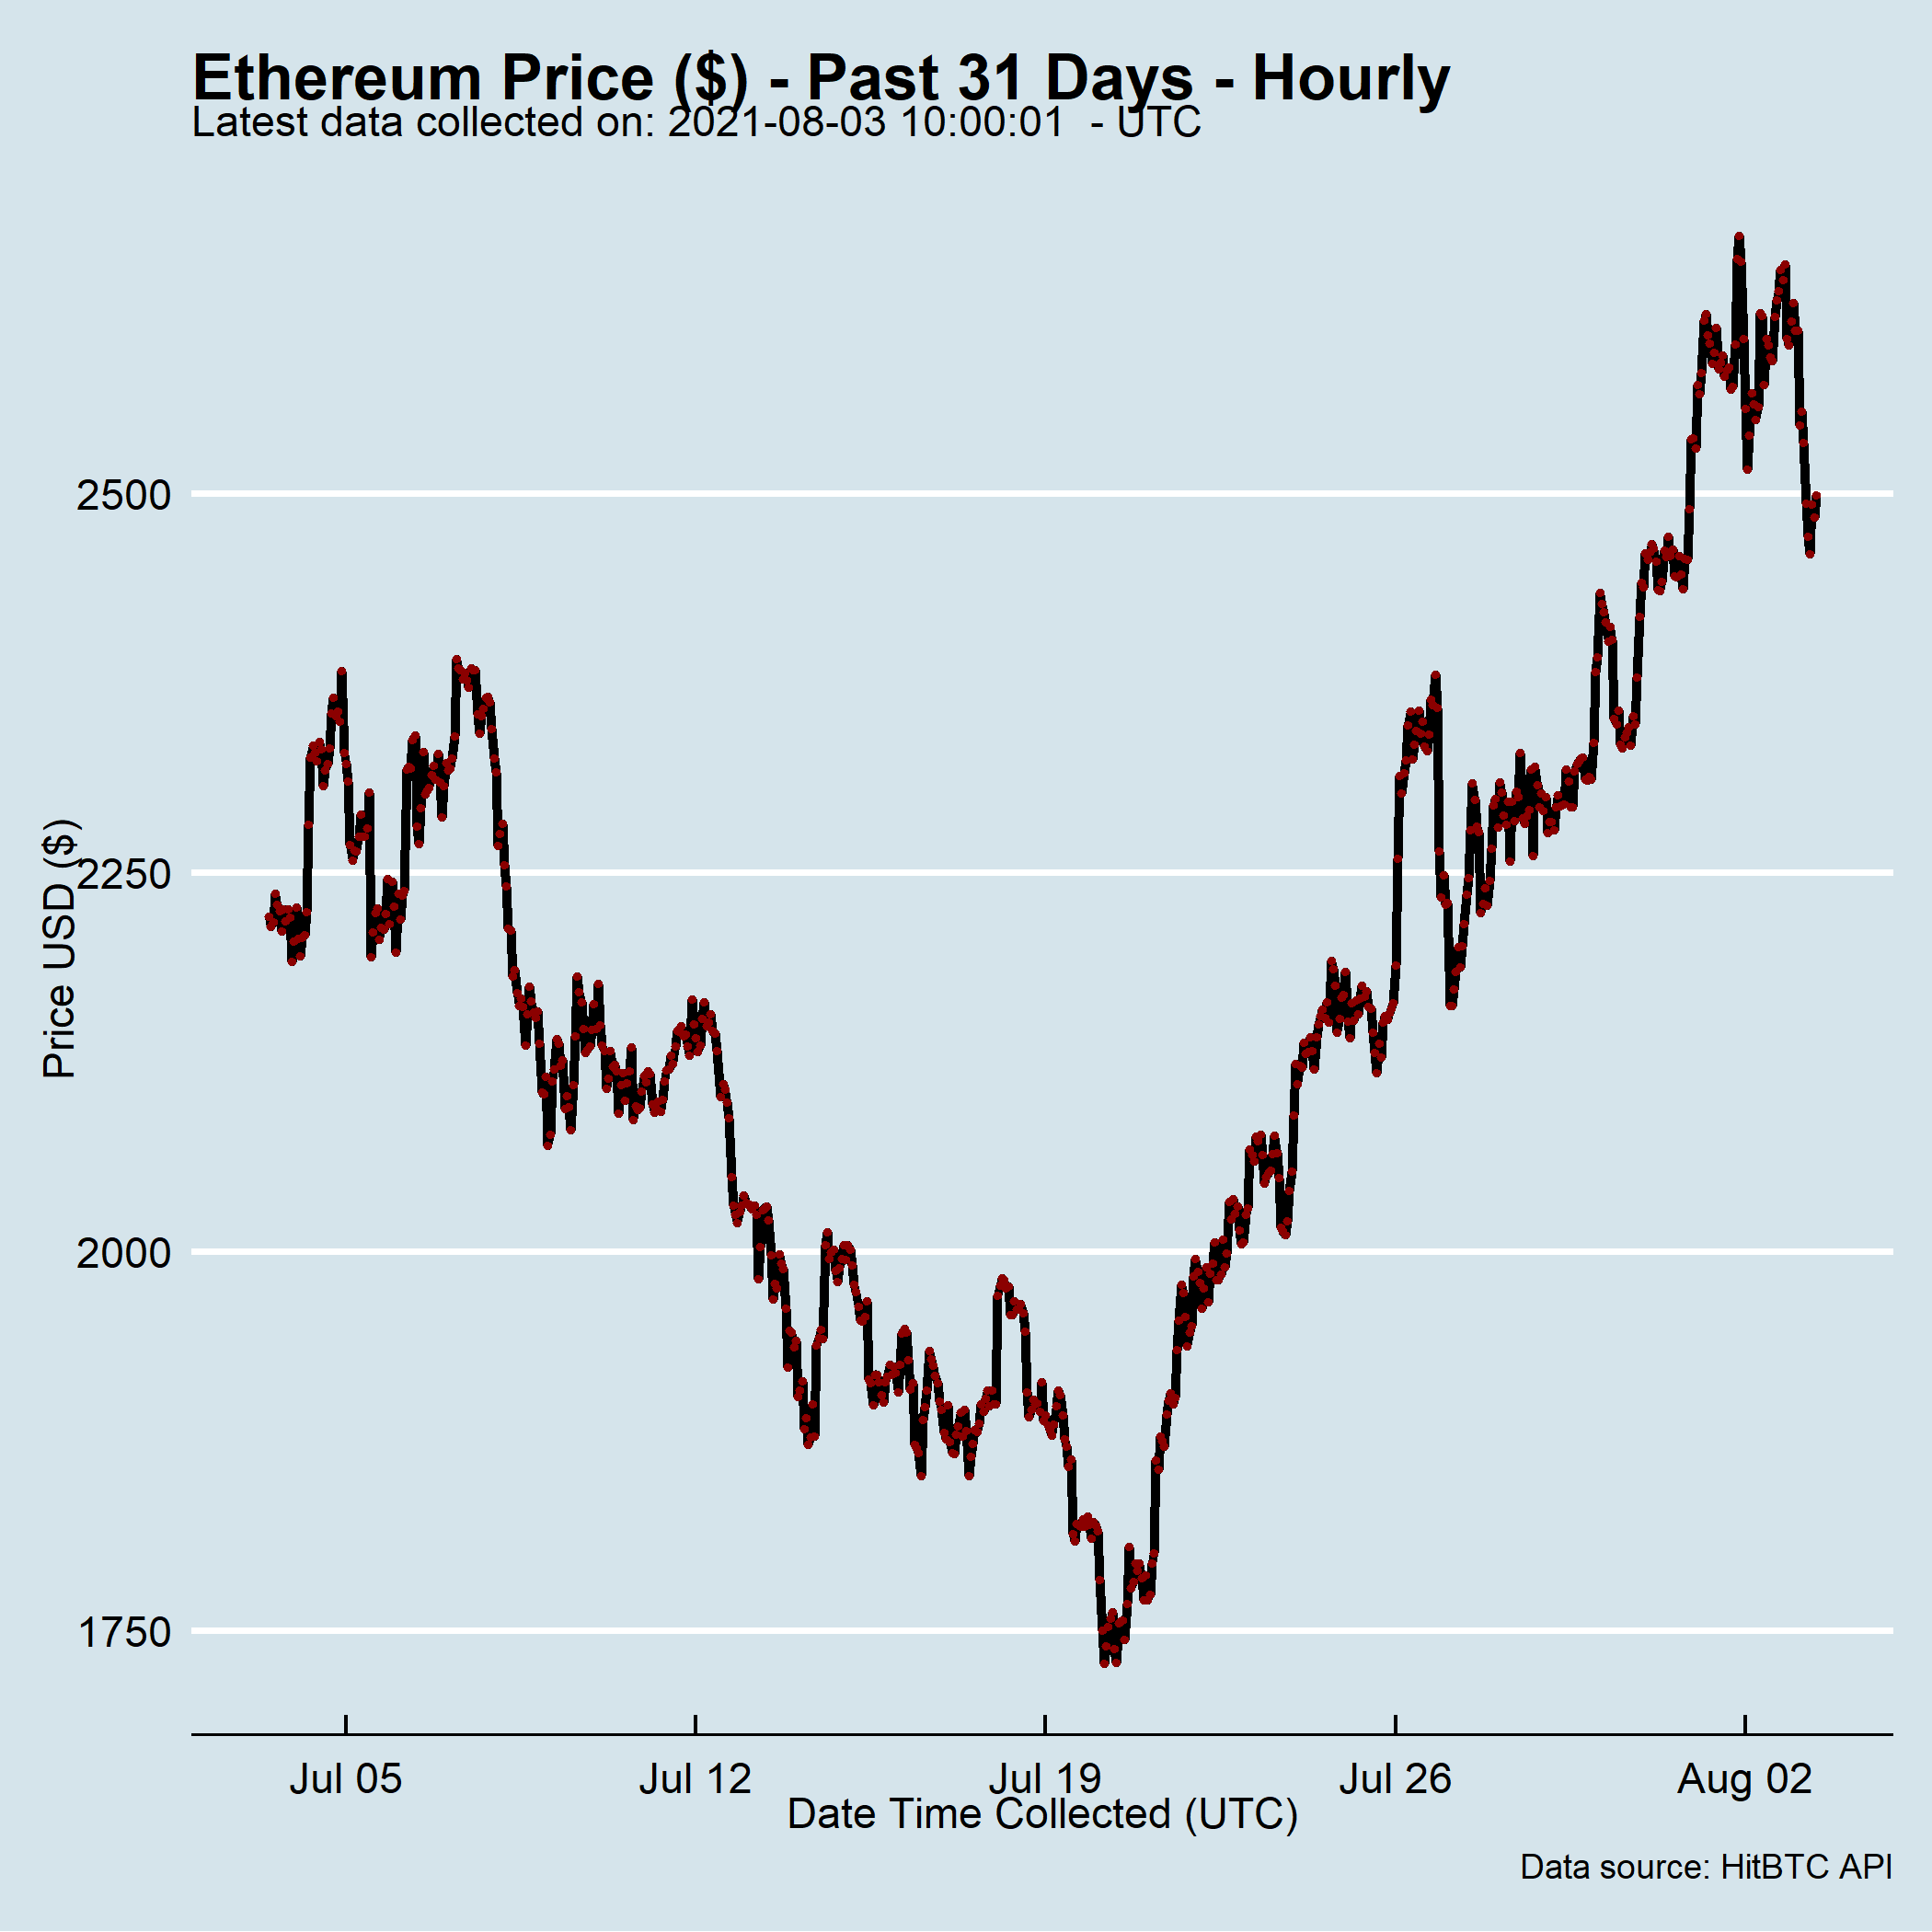 Ethereum Price ($) - Past 31 Days - Hourly
Latest data collected on: 2021-08-03 10:00:01  - UTC
Price USD ($)
2500
2250
2000
1750
Jul 05 Jul 12 Jul 19 Jul 26 Aug 02
Date Time Collected (UTC)
Data source: HitBTC API